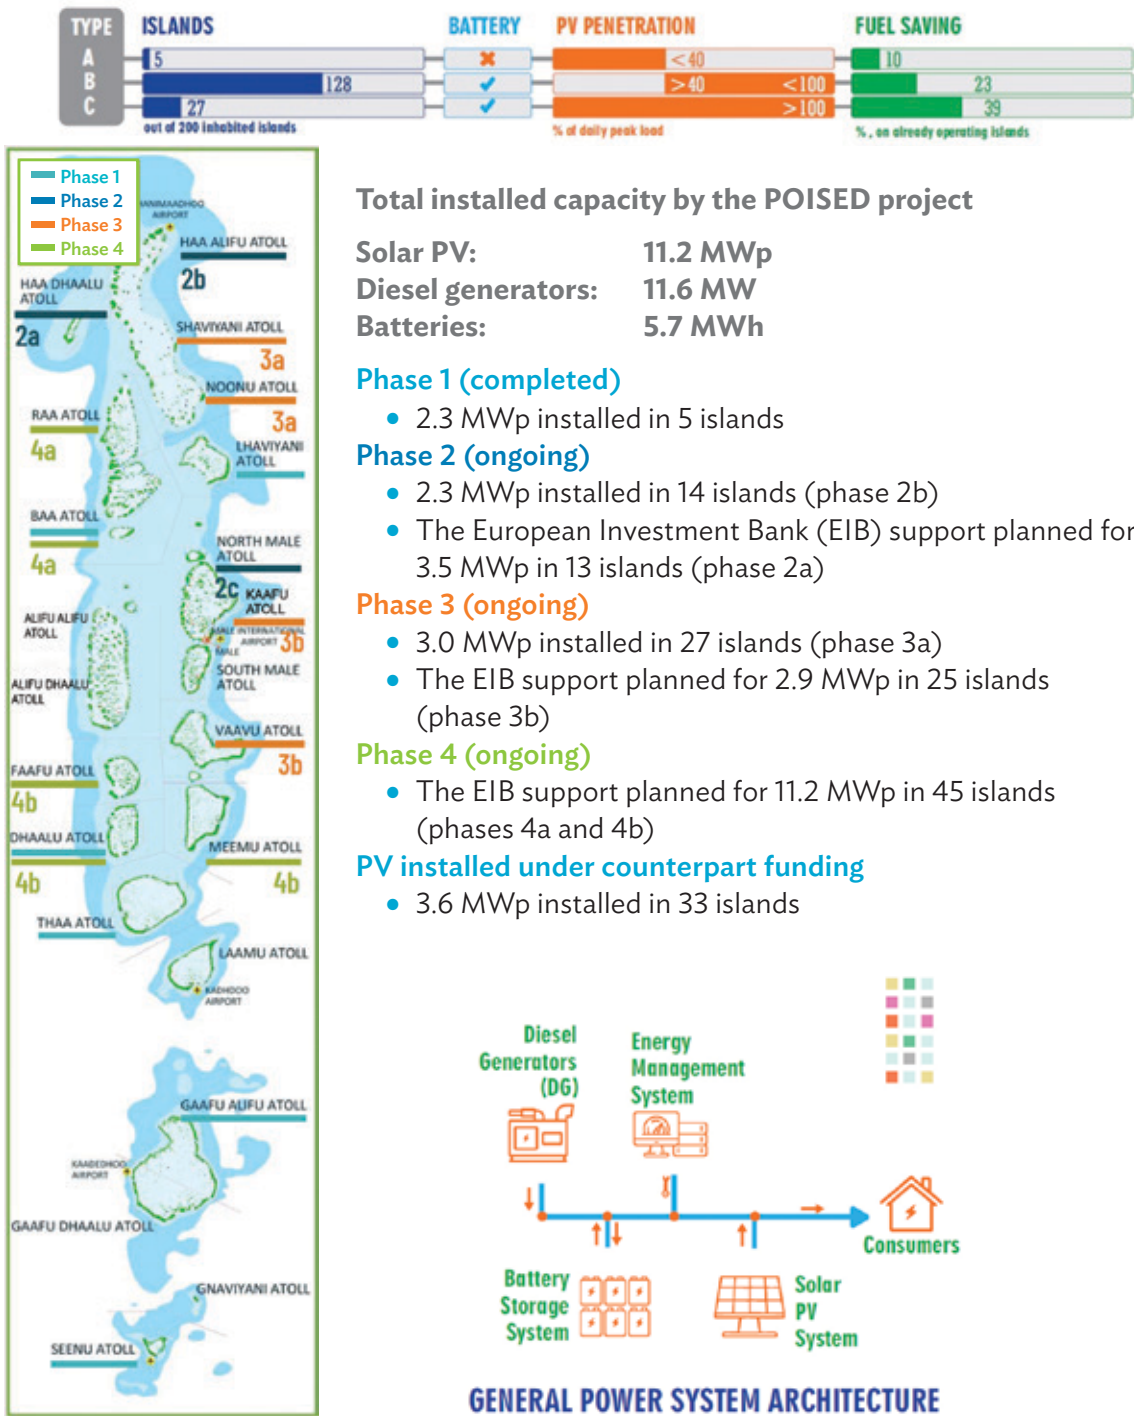 TYPE ISLANDS BATTERY PV PENETRATION FUEL SAVING
A 5 <40 10
B 128 >40 <100 23
C 27 >100 39
out of 200 inhabited islands % of daily peak load %, on already operating islands
Phase 1
Phase 2
Phase 3
Phase 4
HANIMAADHOO
AIRPORT
HAA ALIFU ATOLL
2b
HAA DHAALU
ATOLL
2a
SHAVIYANI ATOLL
3a
NOONU ATOLL
3a
RAA ATOLL
4a
LHAVIYANI
ATOLL
BAA ATOLL
4a
NORTH MALE
ATOLL
2c
KAAFU
ATOLL
3b
MALE INTERNATIONAL
AIRPORT
MALE
ALIFU ALIFU
ATOLL
SOUTH MALE
ATOLL
ALIFU DHAALU
ATOLL
VAAVU ATOLL
3b
FAAFU ATOLL
4b
DHAALU ATOLL
4b
MEEMU ATOLL
4b
THAA ATOLL
LAAMU ATOLL
KADHDOO
AIRPORT
GAAFU ALIFU ATOLL
KAADEDHOO
AIRPORT
GAAFU DHAALU ATOLL
GNAVIYANI ATOLL
SEENU ATOLL
Total installed capacity by the POISED project
Solar PV: 11.2 MWp
Diesel generators: 11.6 MW
Batteries: 5.7 MWh
Phase 1 (completed)
• 2.3 MWp installed in 5 islands
Phase 2 (ongoing)
• 2.3 MWp installed in 14 islands (phase 2b)
• The European Investment Bank (EIB) support planned for
3.5 MWp in 13 islands (phase 2a)
Phase 3 (ongoing)
• 3.0 MWp installed in 27 islands (phase 3a)
• The EIB support planned for 2.9 MWp in 25 islands
(phase 3b)
Phase 4 (ongoing)
• The EIB support planned for 11.2 MWp in 45 islands
(phases 4a and 4b)
PV installed under counterpart funding
• 3.6 MWp installed in 33 islands
Diesel
Generators
(DG)
Energy
Management
System
Consumers
Battery
Storage
System
Solar
PV
System
GENERAL POWER SYSTEM ARCHITECTURE